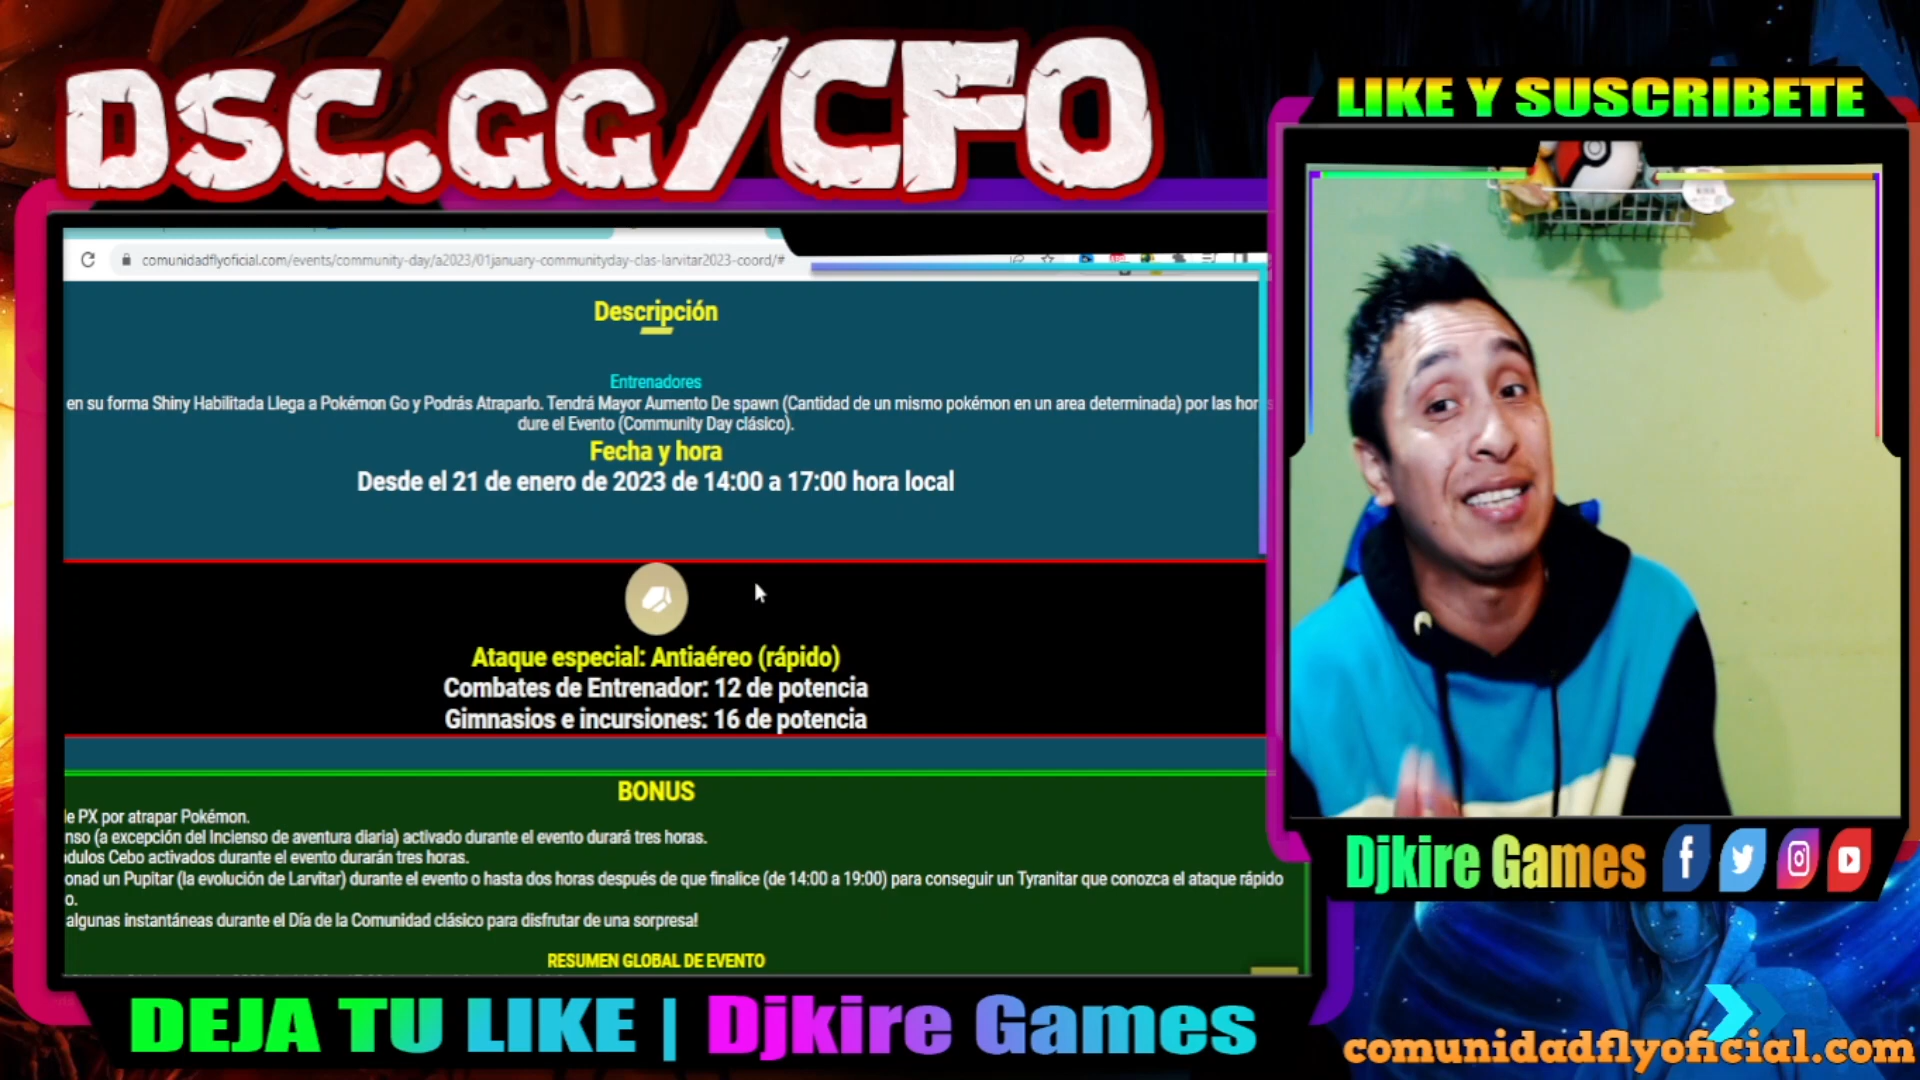 DSC.GG/CFO
LIKE Y SUSCRIBETE
comunidadflyoficial.com/events/community-day/a2023/01january-communityday-clas-larvitar2023-coord/#
Descripción
Entrenadores
en su forma Shiny Habilitada Llega a Pokémon Go y Podrás Atraparlo. Tendrá Mayor Aumento De spawn (Cantidad de un mismo pokémon en un area determinada) por las horas
dure el Evento (Community Day clásico).
Fecha y hora
Desde el 21 de enero de 2023 de 14:00 a 17:00 hora local
Ataque especial: Antiaéreo (rápido)
Combates de Entrenador: 12 de potencia
Gimnasios e incursiones: 16 de potencia
BONUS
PX por atrapar Pokémon.
(a excepción del Incienso de aventura diaria) activado durante el evento durará tres horas.
Cebo activados durante el evento durarán tres horas.
un Pupitar (la evolución de Larvitar) durante el evento o hasta dos horas después de que finalice (de 14:00 a 19:00) para conseguir un Tyranitar que conozca el ataque rápido
o.
algunas instantáneas durante el Día de la Comunidad clásico para disfrutar de una sorpresa!
RESUMEN GLOBAL DE EVENTO
Djkire Games
DEJA TU LIKE | Djkire Games
comunidadflyoficial.com